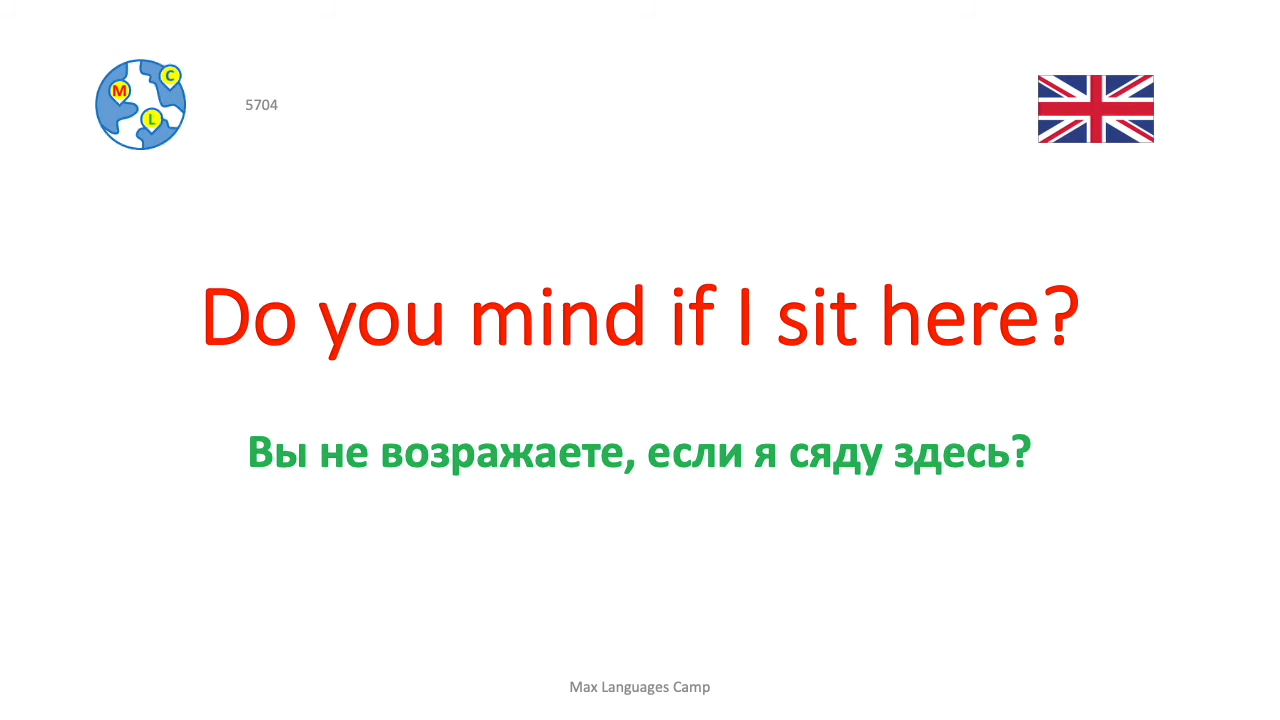 C
M
L
5704
Do you mind if I sit here?
Вы не возражаете, если я сяду здесь?
Max Languages Camp